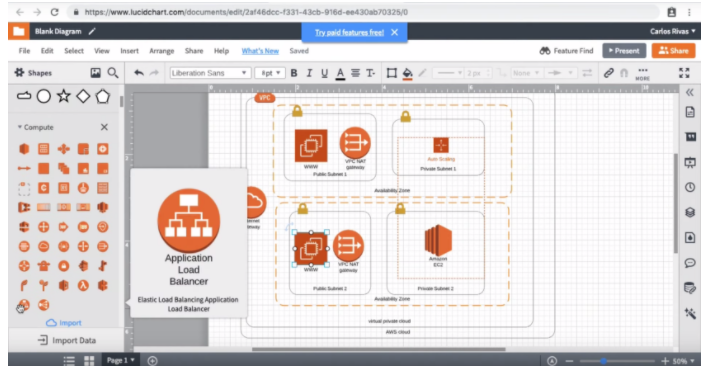 https://www.lucidchart.com/documents/edit/2af46dcc-f331-43cb-916d-ee430ab70325/0
Blank Diagram
Try paid features free!
Carlos Rivas
File Edit Select View Insert Arrange Share Help What's New Saved
Feature Find
Present
Share
Shapes
Liberation Sans
8pt
B I U A T
2 px
None
MORE
Compute
Import
Import Data
Application
Load
Balancer
Elastic Load Balancing Application
Load Balancer
VPC
WWW
VPC NAT
gateway
Public Subnet 1
Auto Scaling
Private Subnet 1
Availability Zone
WWW
VPC NAT
gateway
Public Subnet 2
Amazon
EC2
Private Subnet 2
Availability Zone
virtual private cloud
AWS cloud
Page 1
50%